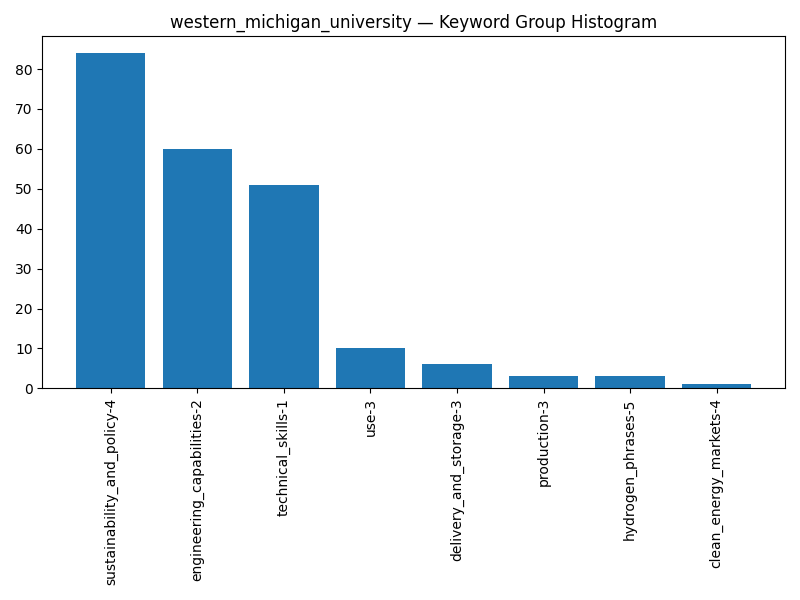 western_michigan_university — Keyword Group Histogram
80
70
60
50
40
30
20
10
0
sustainability_and_policy-4
engineering_capabilities-2
technical_skills-1
use-3
delivery_and_storage-3
production-3
hydrogen_phrases-5
clean_energy_markets-4